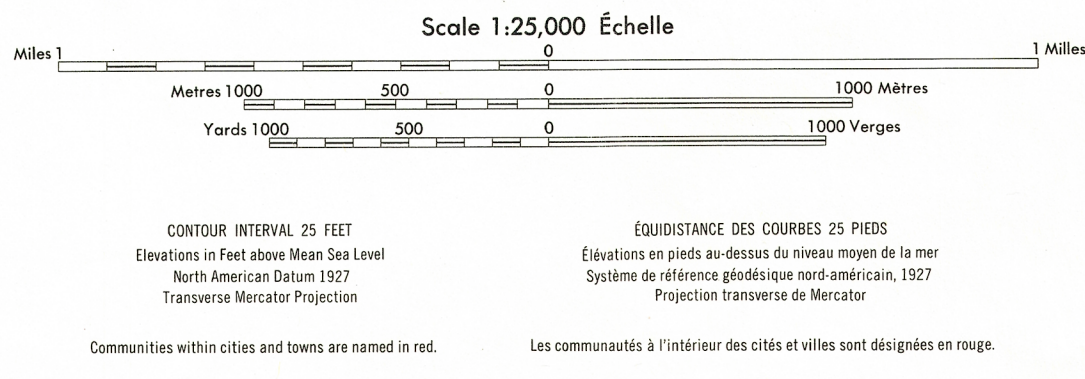 Scale 1:25,000 Échelle
Miles 1 0 1 Milles
Metres 1000 500 0 1000 Mètres
Yards 1000 500 0 1000 Verges
CONTOUR INTERVAL 25 FEET
Elevations in Feet above Mean Sea Level
North American Datum 1927
Transverse Mercator Projection
Communities within cities and towns are named in red.
ÉQUIDISTANCE DES COURBES 25 PIEDS
Élévations en pieds au-dessus du niveau moyen de la mer
Système de référence géodésique nord-américain, 1927
Projection transverse de Mercator
Les communautés à l'intérieur des cités et villes sont désignées en rouge.